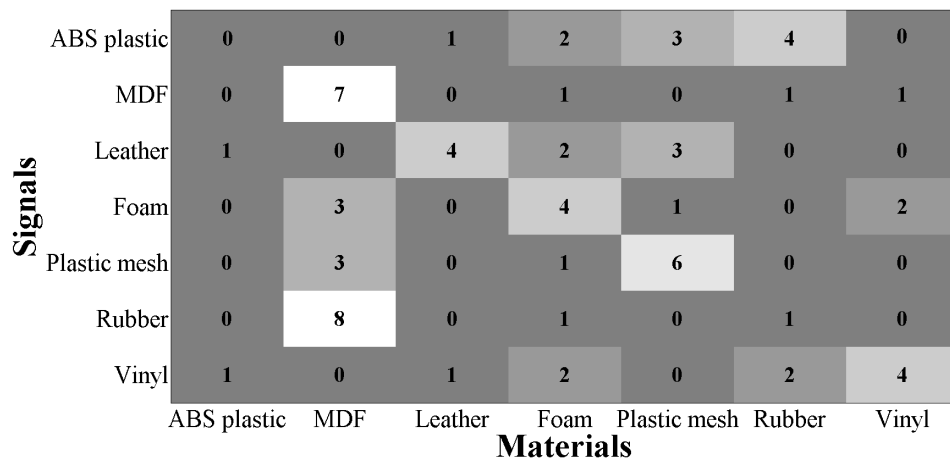 ABS plastic 0 0 1 2 3 4 0
MDF 0 7 0 1 0 1 1
Leather 1 0 4 2 3 0 0
Foam 0 3 0 4 1 0 2
Plastic mesh 0 3 0 1 6 0 0
Rubber 0 8 0 1 0 1 0
Vinyl 1 0 1 2 0 2 4
ABS plastic MDF Leather Foam Plastic mesh Rubber Vinyl
Materials
Signals